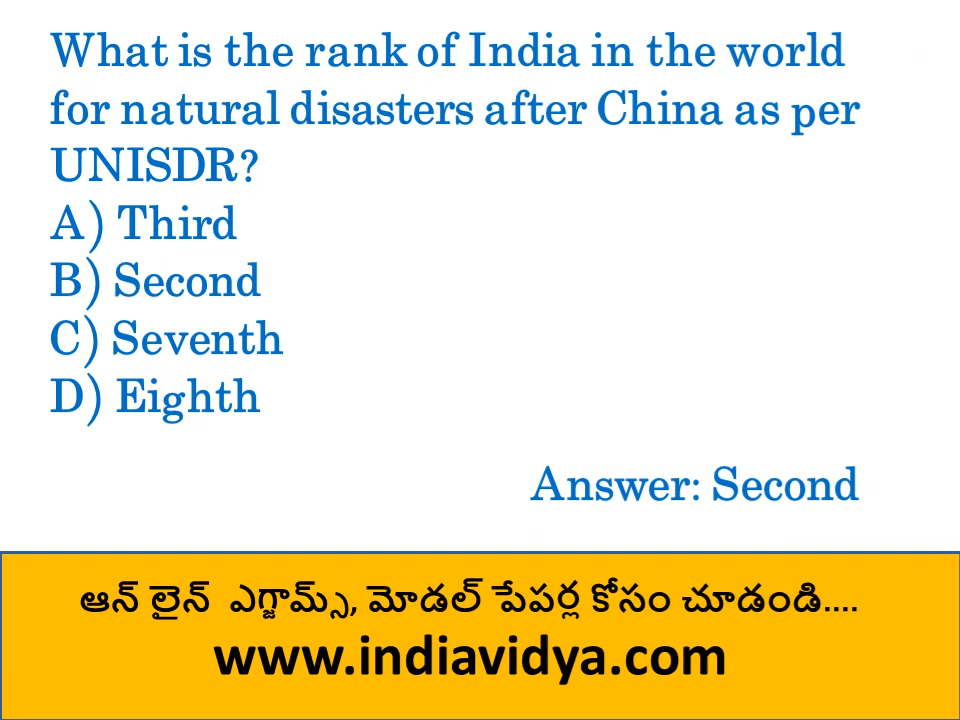 What is the rank of India in the world
for natural disasters after China as per
UNISDR?
A) Third
B) Second
C) Seventh
D) Eighth
Answer: Second
ఆన్ లైన్ ఎగ్జామ్స్, మోడల్ పేపర్ల కోసం చూడండి....
www.indiavidya.com